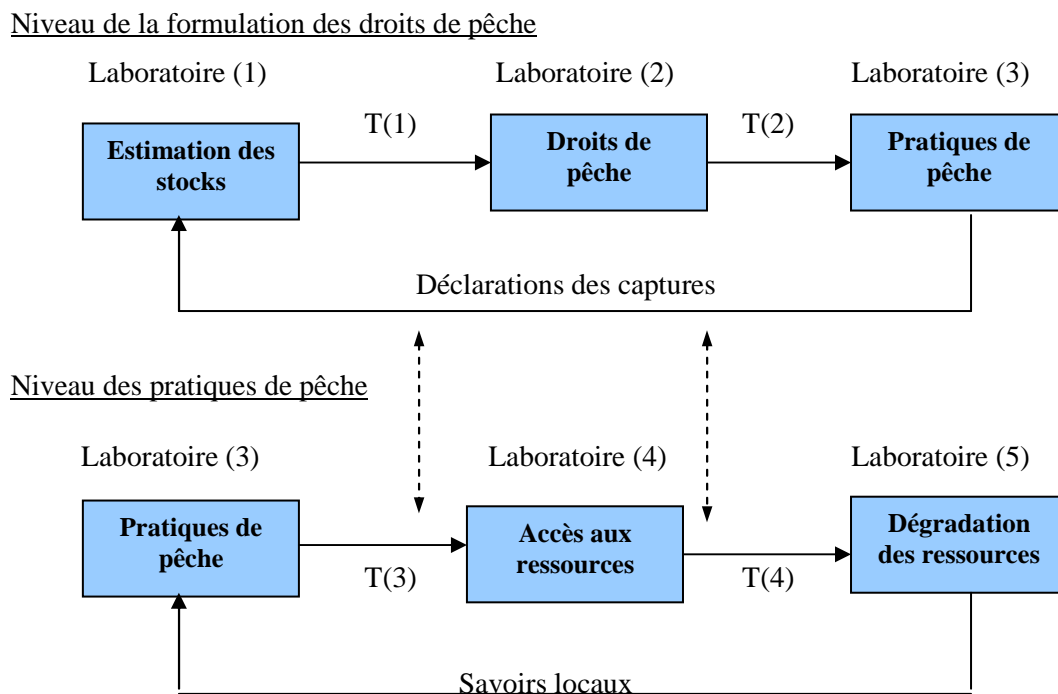 Niveau de la formulation des droits de pêche
Laboratoire (1)
Laboratoire (2)
Laboratoire (3)
Estimation des
stocks
T(1)
Droits de
pêche
T(2)
Pratiques de
pêche
Déclarations des captures
Niveau des pratiques de pêche
Laboratoire (3)
Laboratoire (4)
Laboratoire (5)
Pratiques de
pêche
T(3)
Accès aux
ressources
T(4)
Dégradation
des ressources
Savoirs locaux